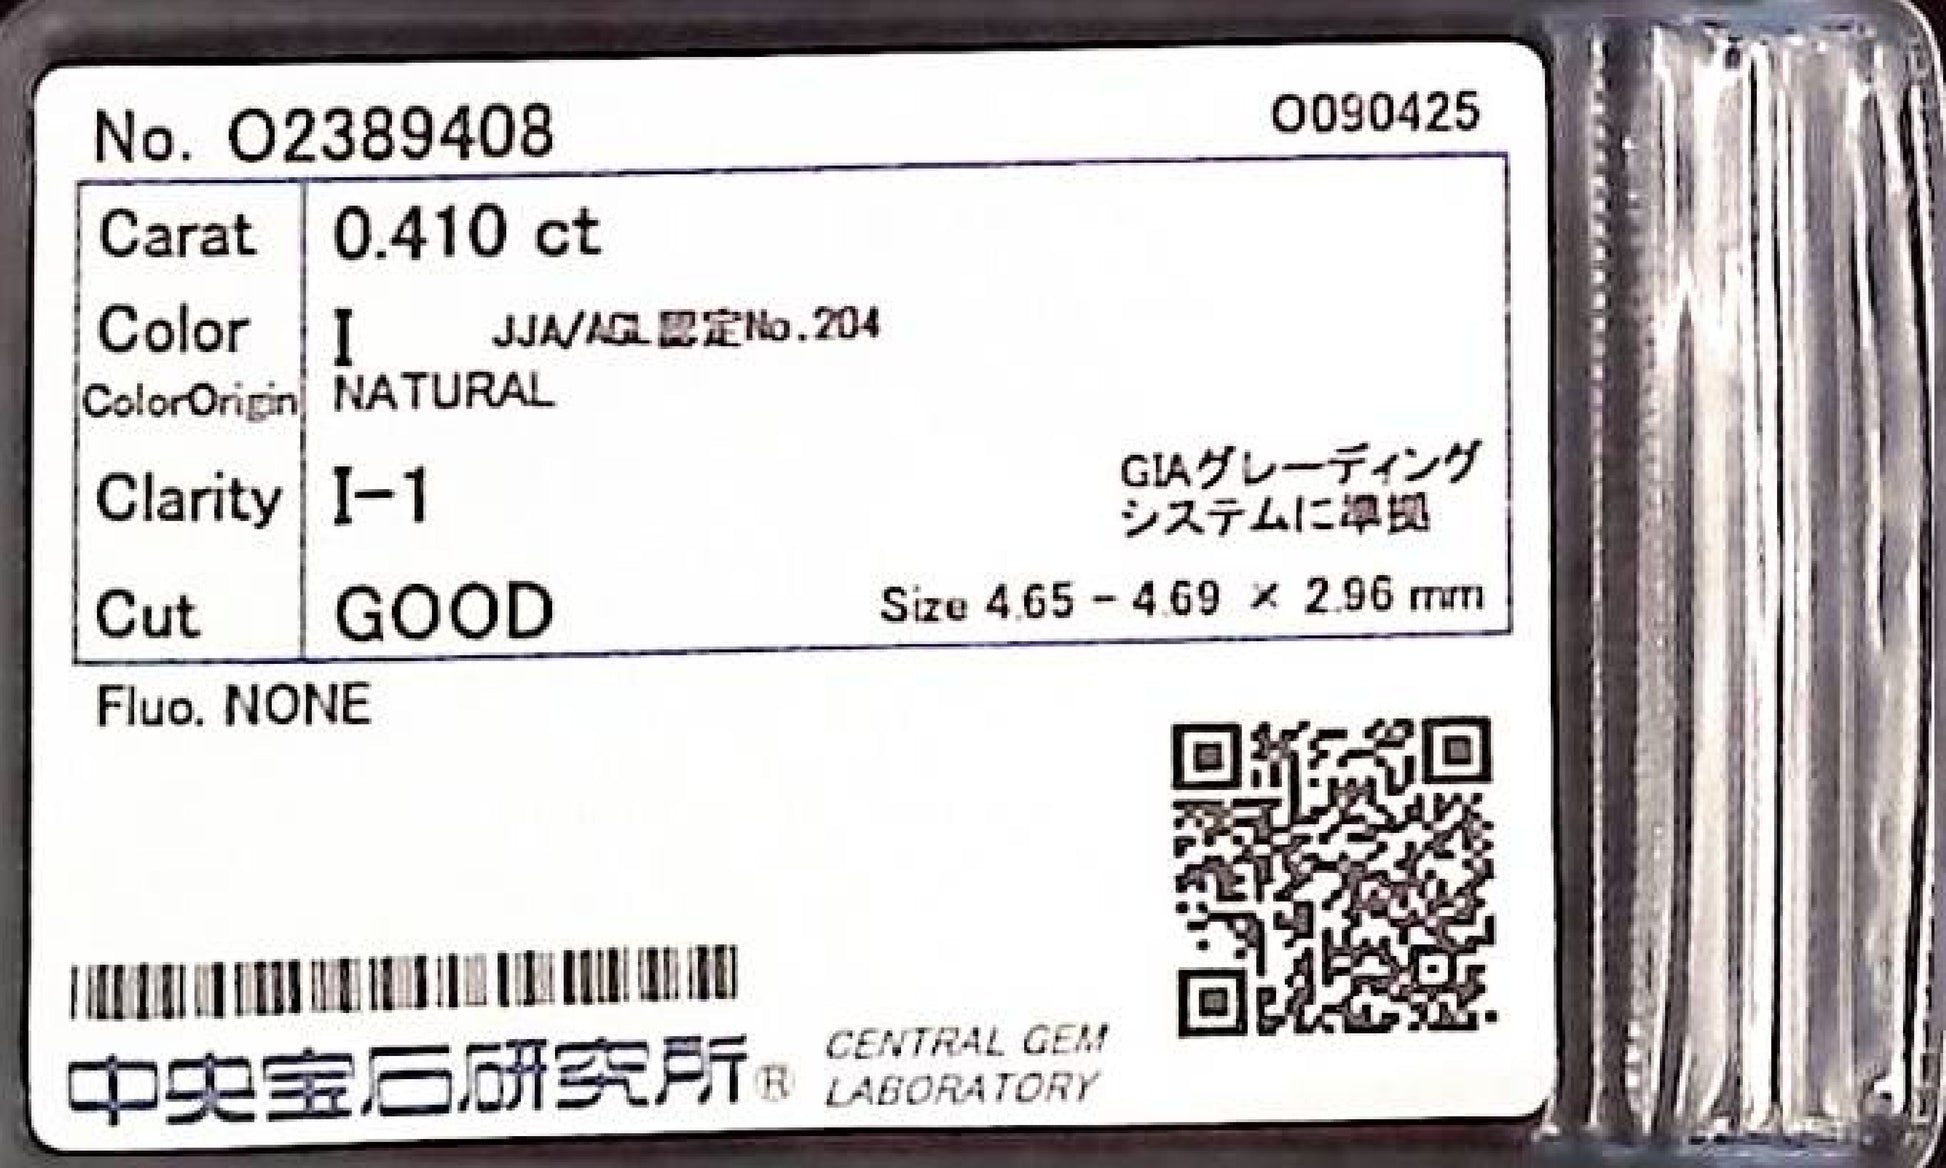 No. O2389408
O090425
Carat 0.410 ct
Color I JJA/AGL認定No.204
ColorOrigin NATURAL
Clarity I-1
GIAグレーディング
システムに準拠
Cut GOOD
Size 4.65 - 4.69 × 2.96 mm
Fluo. NONE
中央宝石研究所®
CENTRAL GEM
LABORATORY